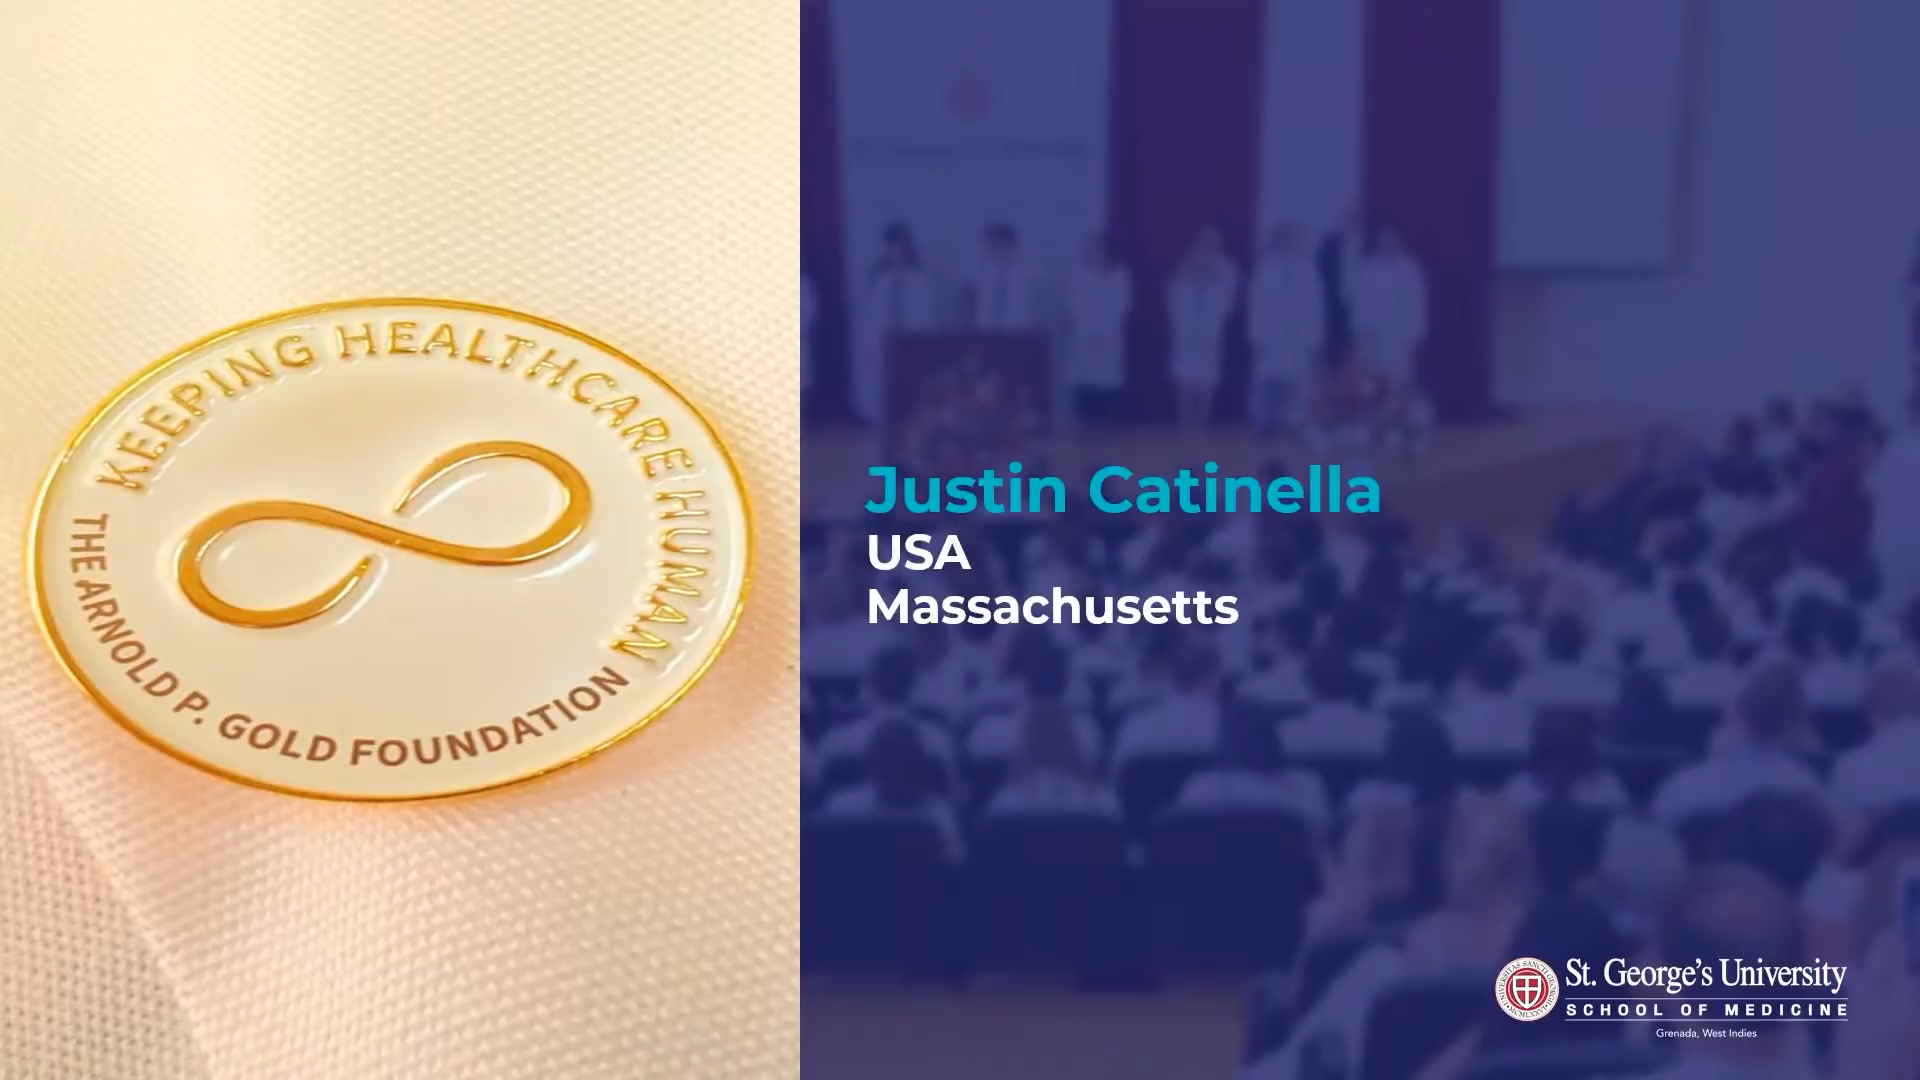 KEEPING HEALTHCARE HUMAN
THE ARNOLD P. GOLD FOUNDATION
Justin Catinella
USA
Massachusetts
St. George's University
SCHOOL OF MEDICINE
Grenada, West Indies